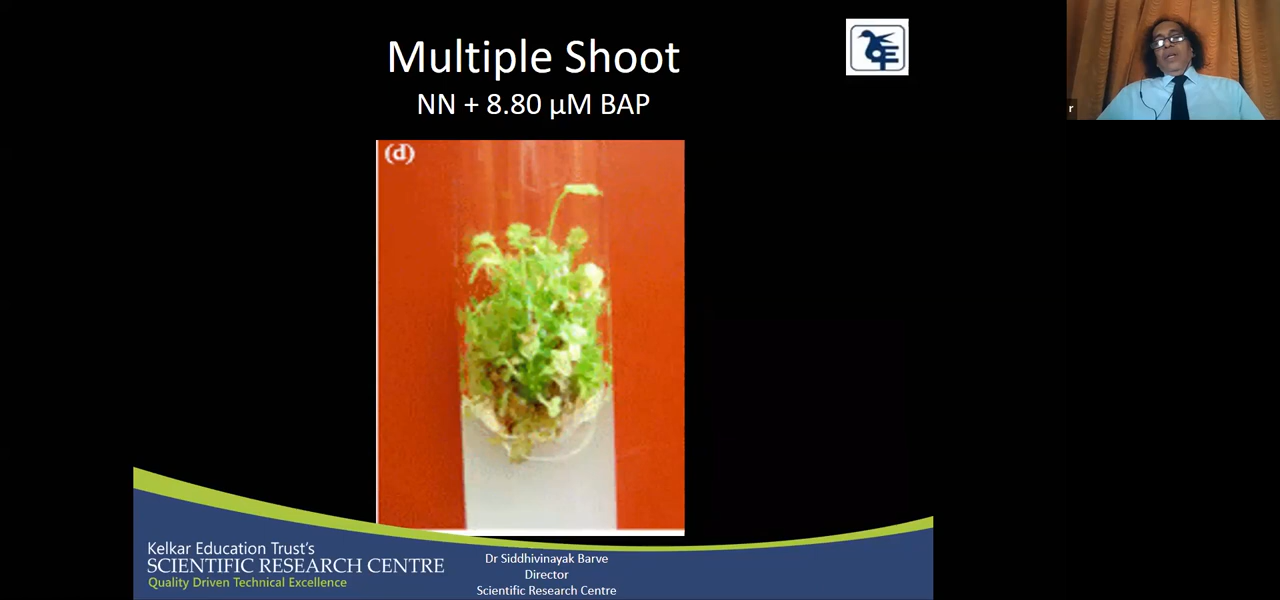 Multiple Shoot
NN + 8.80 µM BAP
(d)
r
Kelkar Education Trust's
SCIENTIFIC RESEARCH CENTRE
Quality Driven Technical Excellence
Dr Siddhivinayak Barve
Director
Scientific Research Centre